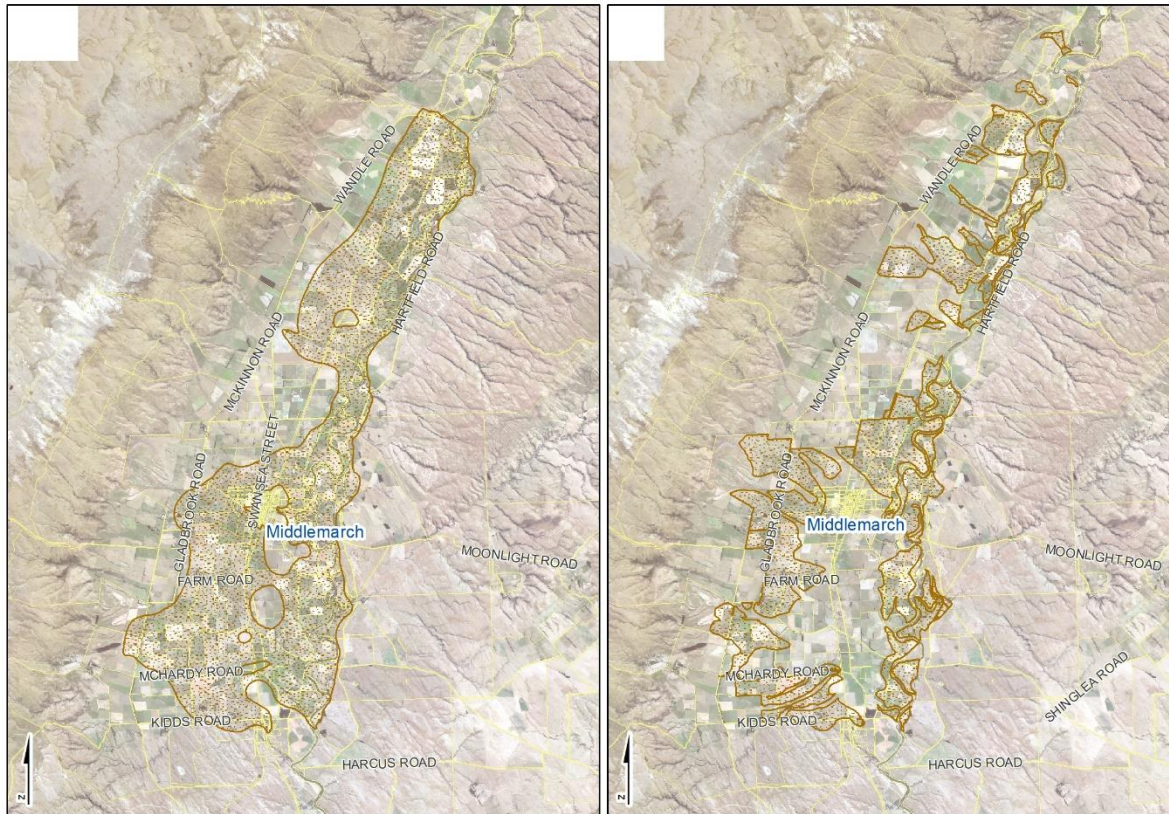 WANDLE ROAD
HARTFIELD ROAD
MCKINNON ROAD
SWANSEA STREET
GLADBROOK ROAD
Middlemarch
MOONLIGHT ROAD
FARM ROAD
MCHARDY ROAD
KIDDS ROAD
HARCUS ROAD
N
WANDLE ROAD
HARTFIELD ROAD
MCKINNON ROAD
GLADBROOK ROAD
Middlemarch
MOONLIGHT ROAD
FARM ROAD
MCHARDY ROAD
SHINGLEA ROAD
KIDDS ROAD
HARCUS ROAD
N